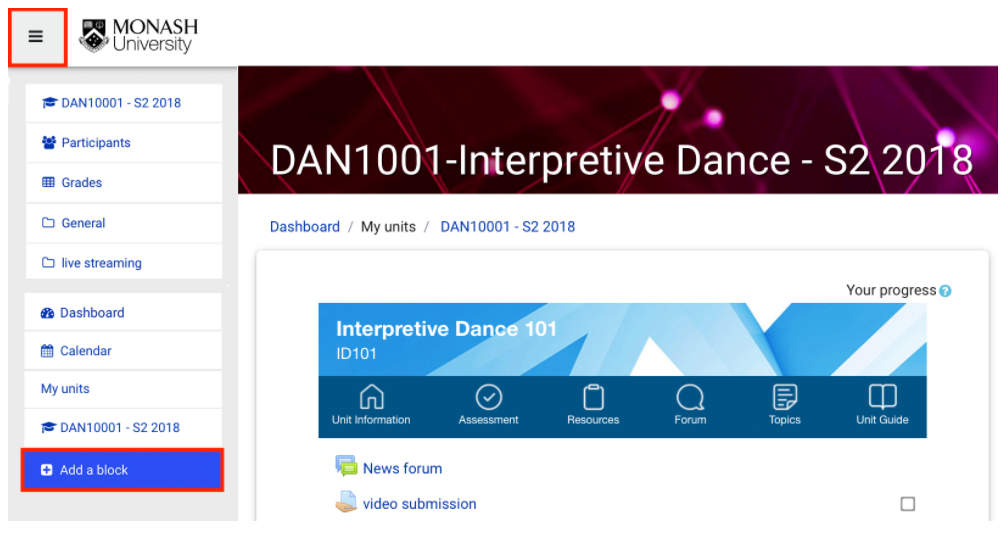 MONASH
University
DAN10001 - S2 2018
Participants
Grades
General
live streaming
Dashboard
Calendar
My units
DAN10001 - S2 2018
Add a block
DAN1001-Interpretive Dance - S2 2018
Dashboard / My units / DAN10001 - S2 2018
Your progress
Interpretive Dance 101
ID101
Unit Information Assessment Resources Forum Topics Unit Guide
News forum
video submission